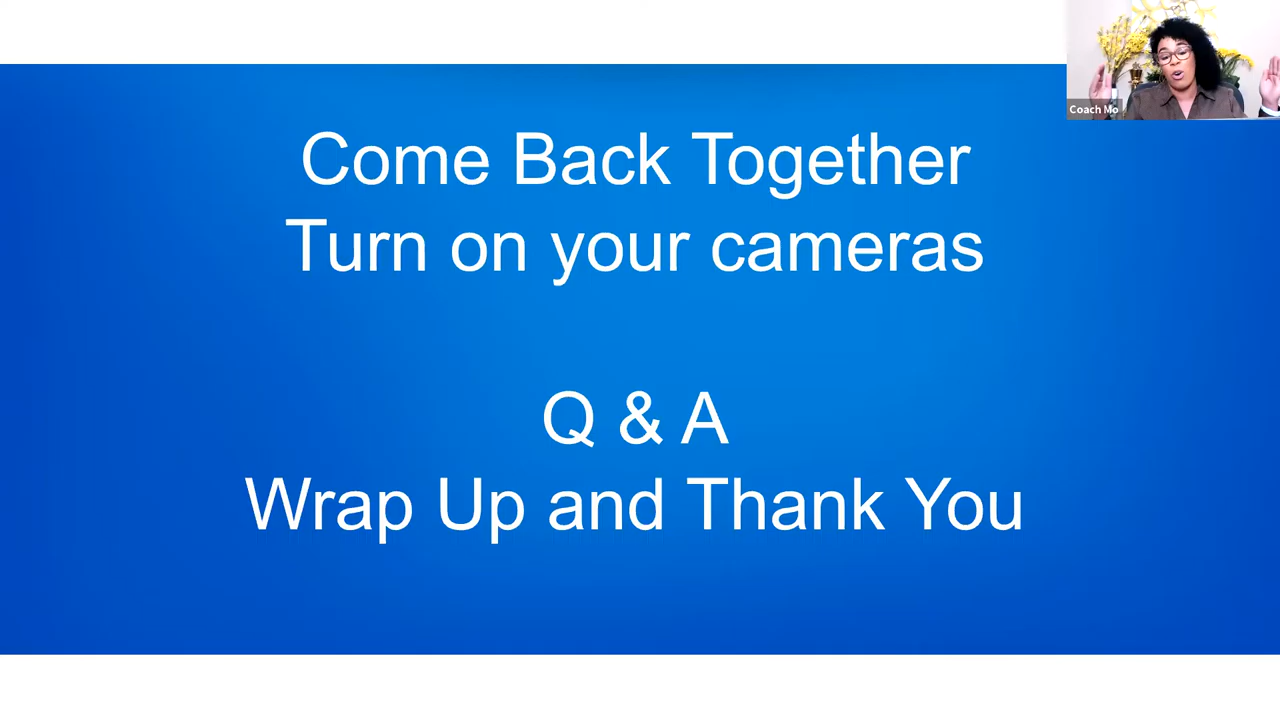 Coach Mo
Come Back Together
Turn on your cameras
Q & A
Wrap Up and Thank You